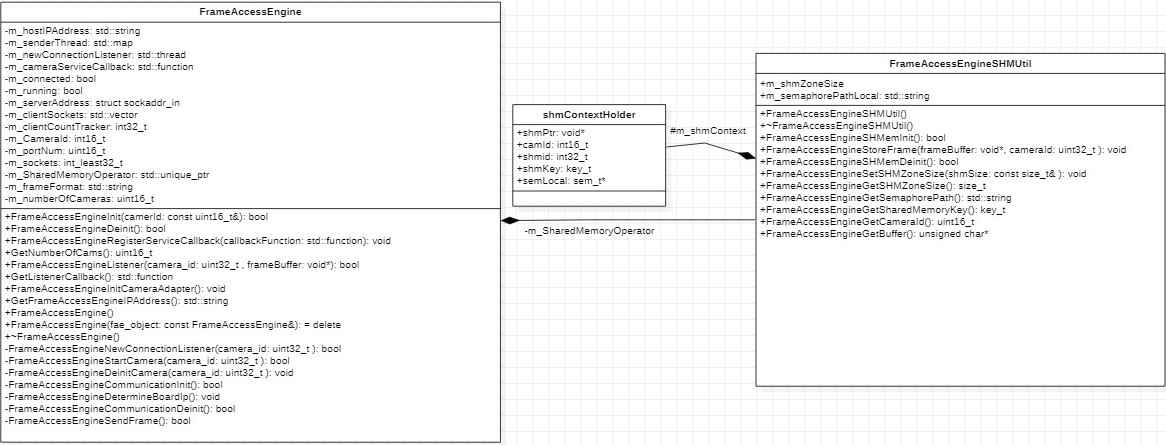 FrameAccessEngine
-m_hostIPAddress: std::string
-m_senderThread: std::map
-m_newConnectionListener: std::thread
-m_cameraServiceCallback: std::function
-m_connected: bool
-m_running: bool
-m_serverAddress: struct sockaddr_in
-m_clientSockets: std::vector
-m_clientCountTracker: int32_t
-m_CameraId: int16_t
-m_portNum: uint16_t
-m_sockets: int_least32_t
-m_SharedMemoryOperator: std::unique_ptr
-m_frameFormat: std::string
-m_numberOfCameras: uint16_t
+FrameAccessEngineInit(camerId: const uint16_t&): bool
+FrameAccessEngineDeinit(): bool
+FrameAccessEngineRegisterServiceCallback(callbackFunction: std::function): void
+GetNumberOfCams(): uint16_t
+FrameAccessEngineListener(camera_id: uint32_t , frameBuffer: void*): bool
+GetListenerCallback(): std::function
+FrameAccessEngineInitCameraAdapter(): void
+GetFrameAccessEngineIPAddress(): std::string
+FrameAccessEngine()
+FrameAccessEngine(fae_object: const FrameAccessEngine&): = delete
+~FrameAccessEngine()
-FrameAccessEngineNewConnectionListener(camera_id: uint32_t ): bool
-FrameAccessEngineStartCamera(camera_id: uint32_t ): bool
-FrameAccessEngineDeinitCamera(camera_id: uint32_t ): void
-FrameAccessEngineCommunicationInit(): bool
-FrameAccessEngineDetermineBoardIp(): void
-FrameAccessEngineCommunicationDeinit(): bool
-FrameAccessEngineSendFrame(): bool
shmContextHolder
+shmPtr: void*
+camId: int16_t
+shmid: int32_t
+shmKey: key_t
+semLocal: sem_t*
#m_shmContext
-m_SharedMemoryOperator
FrameAccessEngineSHMUtil
+m_shmZoneSize
+m_semaphorePathLocal: std::string
+FrameAccessEngineSHMUtil()
+~FrameAccessEngineSHMUtil()
+FrameAccessEngineSHMemInit(): bool
+FrameAccessEngineStoreFrame(frameBuffer: void*, cameraId: uint32_t ): void
+FrameAccessEngineSHMemDeinit(): bool
+FrameAccessEngineSetSHMZoneSize(shmSize: const size_t& ): void
+FrameAccessEngineGetSHMZoneSize(): size_t
+FrameAccessEngineGetSemaphorePath(): std::string
+FrameAccessEngineGetSharedMemoryKey(): key_t
+FrameAccessEngineGetCameraId(): uint16_t
+FrameAccessEngineGetBuffer(): unsigned char*